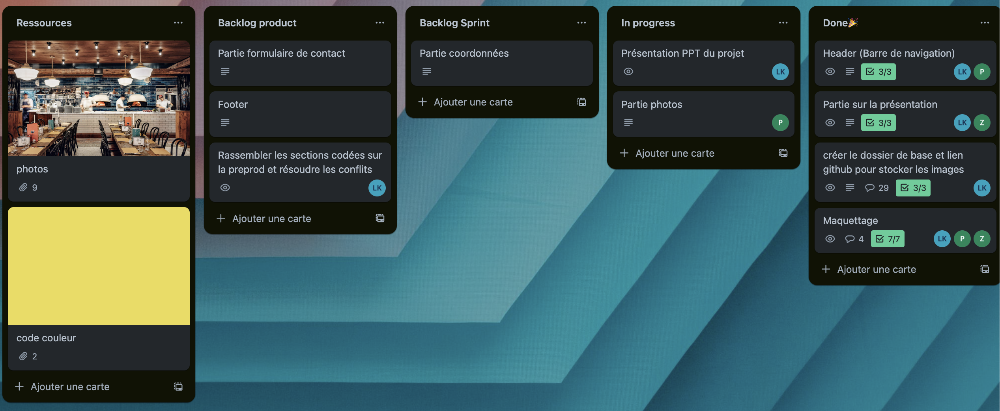 Ressources
photos
9
code couleur
2
Ajouter une carte
Backlog product
Partie formulaire de contact
Footer
Rassembler les sections codées sur
la preprod et résoudre les conflits
LK
Ajouter une carte
Backlog Sprint
Partie coordonnées
Ajouter une carte
In progress
Présentation PPT du projet
LK
Partie photos
P
Ajouter une carte
Done🎉
Header (Barre de navigation)
3/3 LK P
Partie sur la présentation
3/3 LK Z
créer le dossier de base et lien
github pour stocker les images
29 3/3 LK
Maquettage
4 7/7 LK P Z
Ajouter une carte